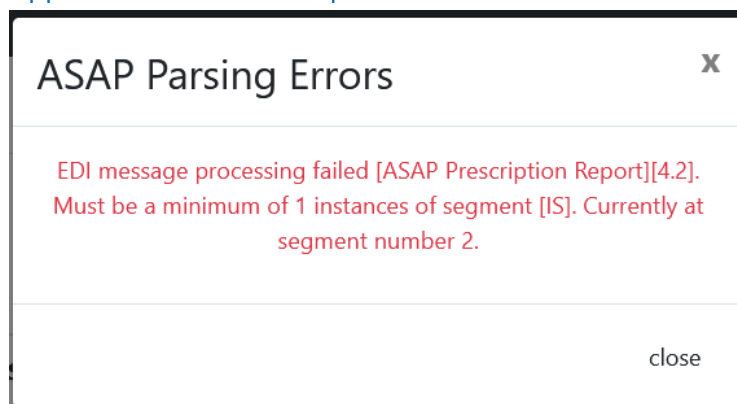 ASAP Parsing Errors
x
EDI message processing failed [ASAP Prescription Report][4.2].
Must be a minimum of 1 instances of segment [IS]. Currently at
segment number 2.
close